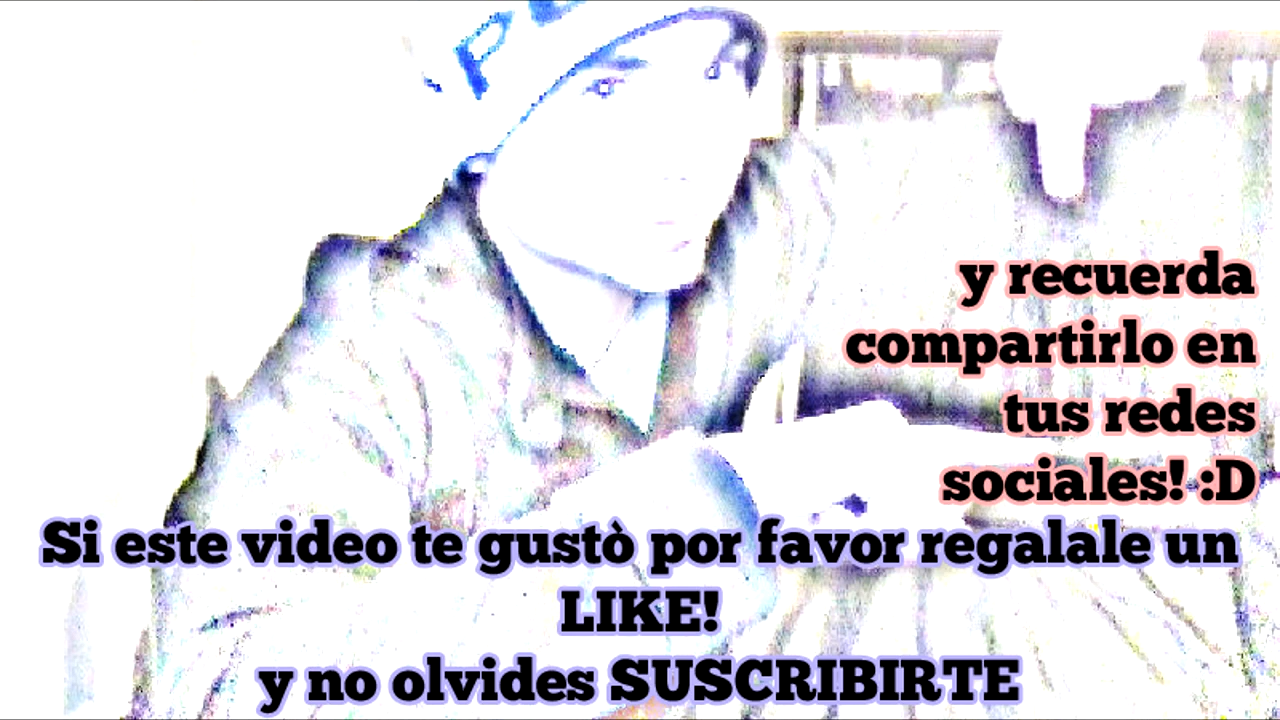 y recuerda
compartirlo en
tus redes
sociales! :D
Si este video te gustò por favor regalale un
LIKE!
y no olvides SUSCRIBIRTE